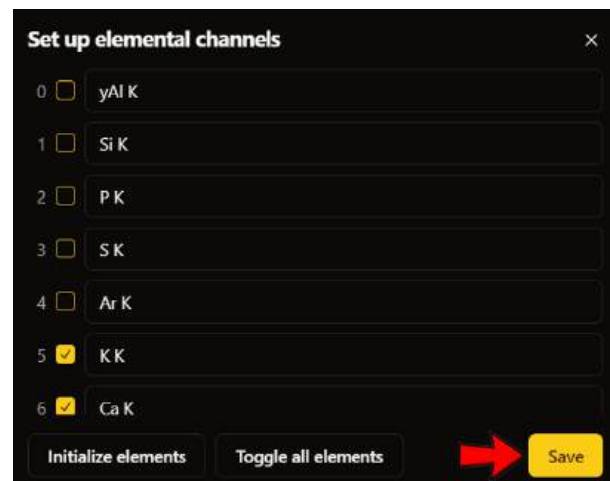 Set up elemental channels ×
0 yAl K
1 Si K
2 P K
3 S K
4 Ar K
5 K K
6 Ca K
Initialize elements Toggle all elements Save